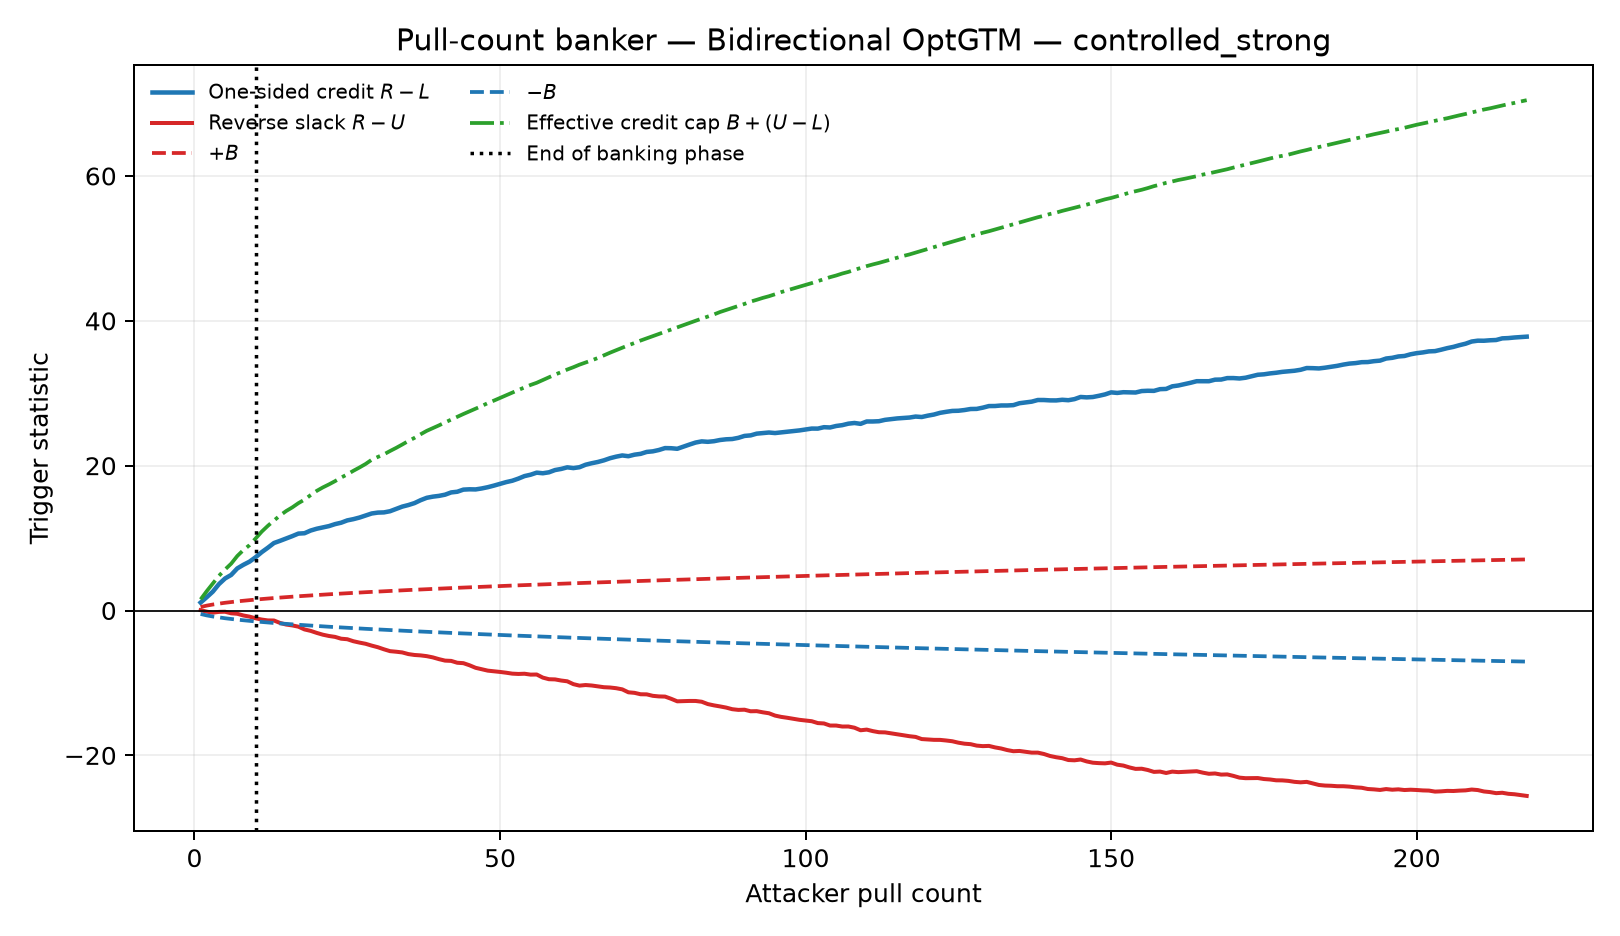 Pull-count banker — Bidirectional OptGTM — controlled_strong
One-sided credit R − L
Reverse slack R − U
+B
−B
Effective credit cap B + (U − L)
End of banking phase
Trigger statistic
60
40
20
0
−20
0 50 100 150 200
Attacker pull count